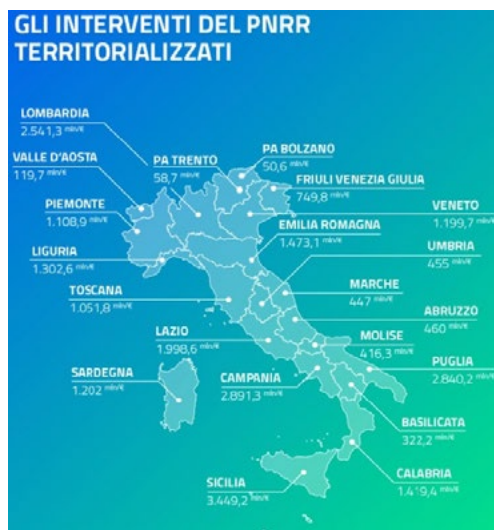 GLI INTERVENTI DEL PNRR
TERRITORIALIZZATI
LOMBARDIA
2.541,3 mln/€
PA TRENTO
58,7 mln/€
PA BOLZANO
50,6 mln/€
VALLE D'AOSTA
119,7 mln/€
FRIULI VENEZIA GIULIA
749,8 mln/€
PIEMONTE
1.108,9 mln/€
VENETO
1.199,7 mln/€
EMILIA ROMAGNA
1.473,1 mln/€
LIGURIA
1.302,6 mln/€
UMBRIA
455 mln/€
TOSCANA
1.051,8 mln/€
MARCHE
447 mln/€
ABRUZZO
460 mln/€
LAZIO
1.998,6 mln/€
MOLISE
416,3 mln/€
SARDEGNA
1.202 mln/€
CAMPANIA
2.891,3 mln/€
PUGLIA
2.840,2 mln/€
BASILICATA
322,2 mln/€
SICILIA
3.449,2 mln/€
CALABRIA
mln/€